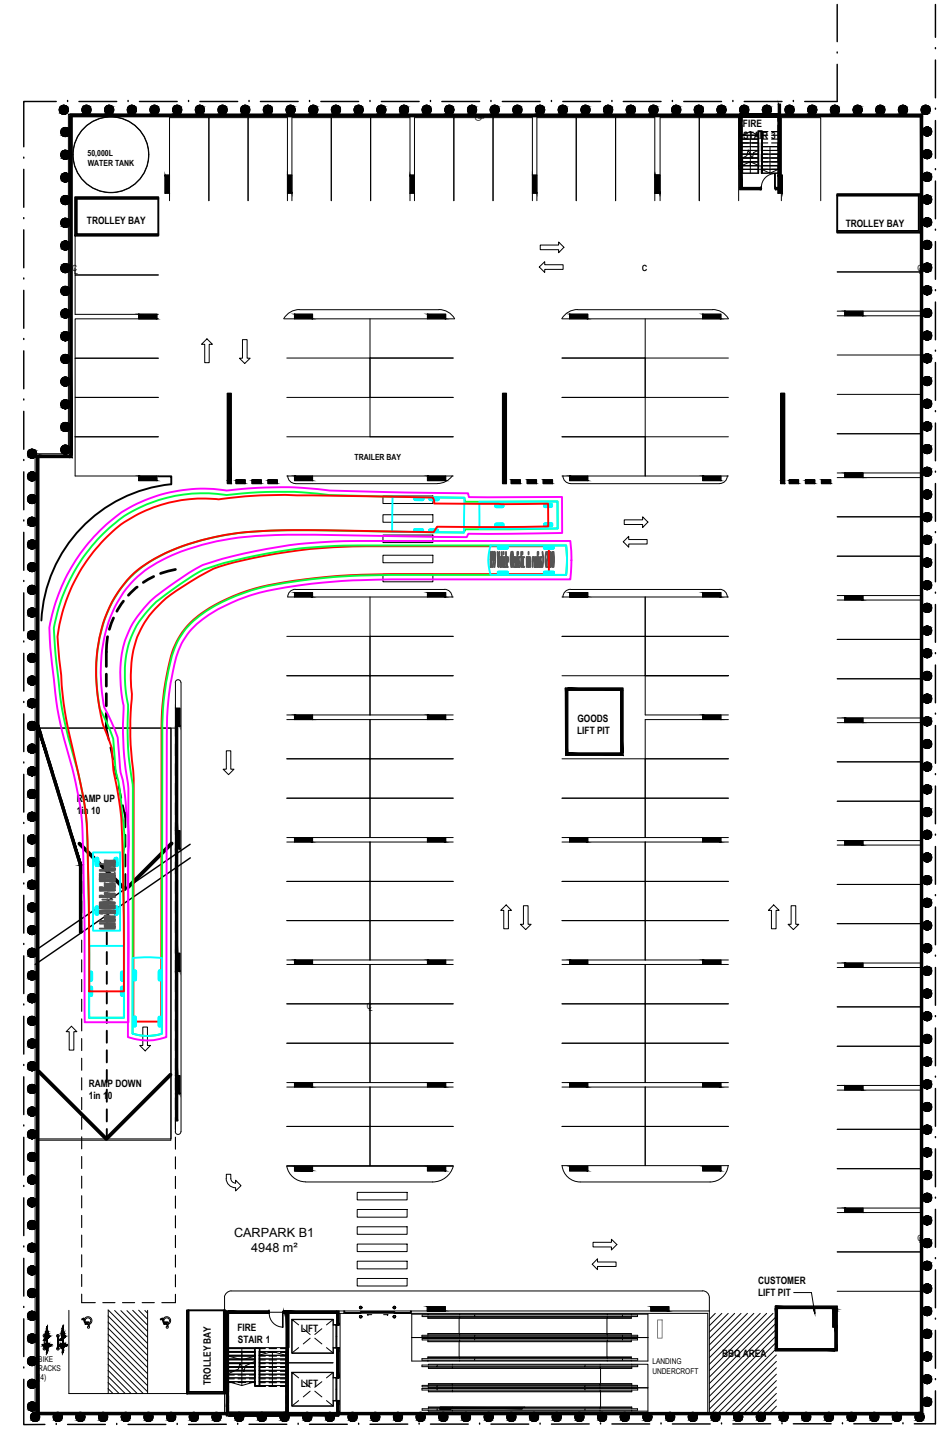 50,000L
WATER TANK
FIRE
TROLLEY BAY
TROLLEY BAY
C
TRAILER BAY
GOODS
LIFT PIT
RAMP UP
1in 10
RAMP DOWN
1in 10
CARPARK B1
4948 m²
CUSTOMER
LIFT PIT
BIKE
RACKS
TROLLEY BAY
FIRE
STAIR 1
LIFT
LIFT
LANDING
UNDERCROFT
BBQ AREA